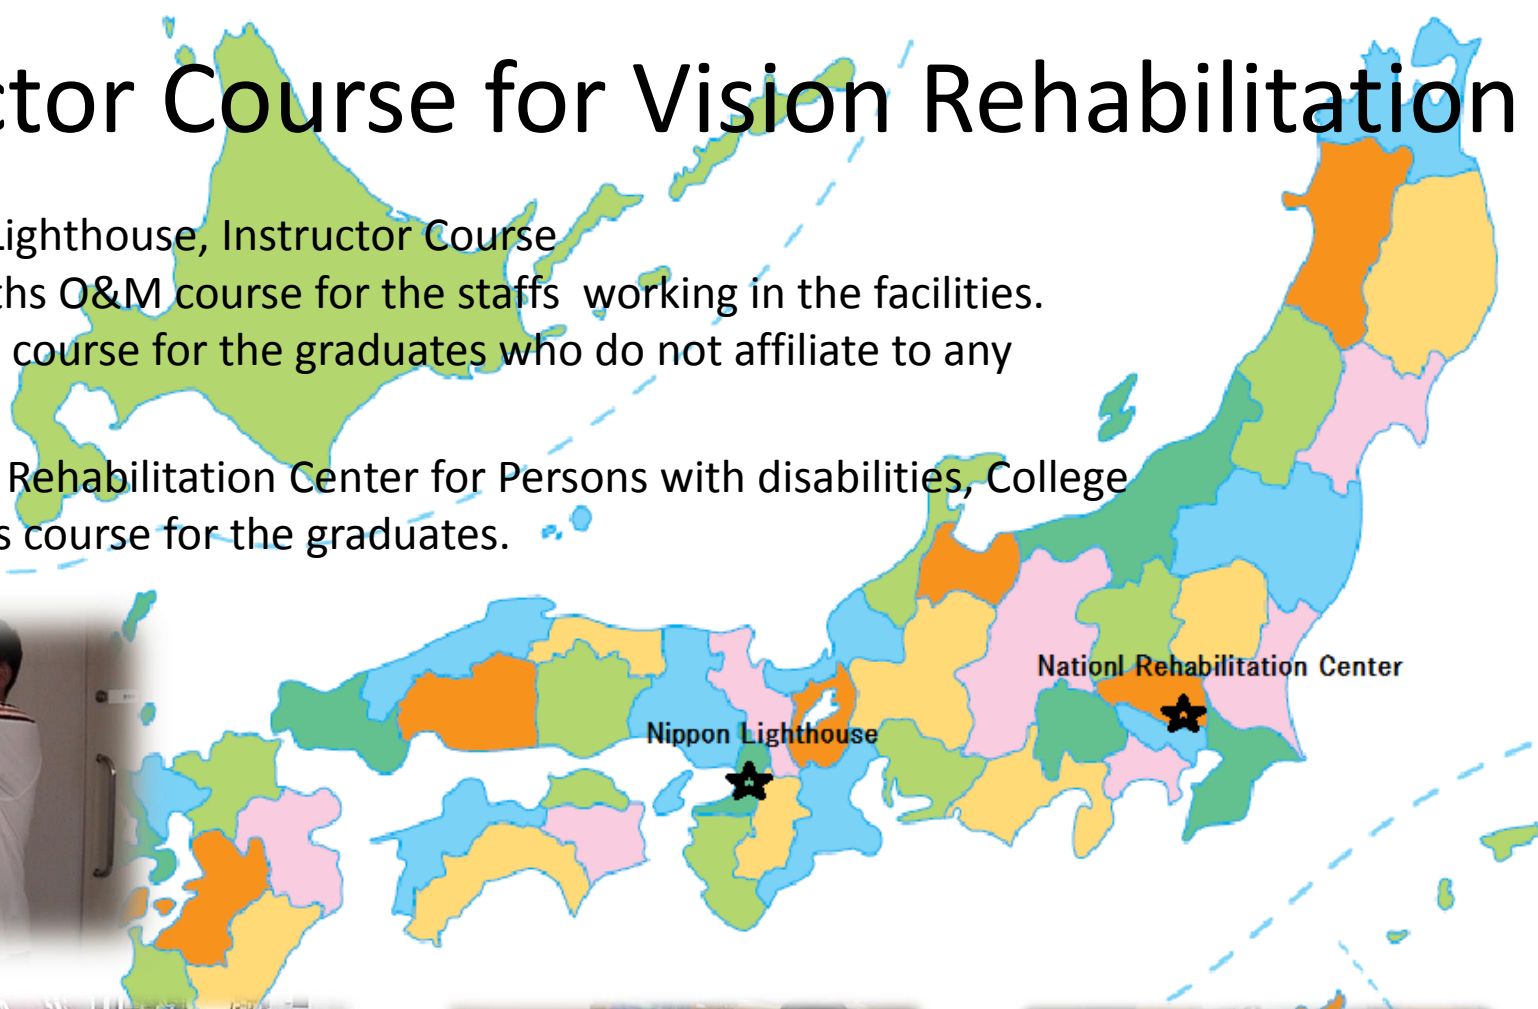 ctor Course for Vision Rehabilitation
Lighthouse, Instructor Course
ths O&M course for the staffs working in the facilities.
course for the graduates who do not affiliate to any
Rehabilitation Center for Persons with disabilities, College
s course for the graduates.
Nationl Rehabilitation Center
Nippon Lighthouse